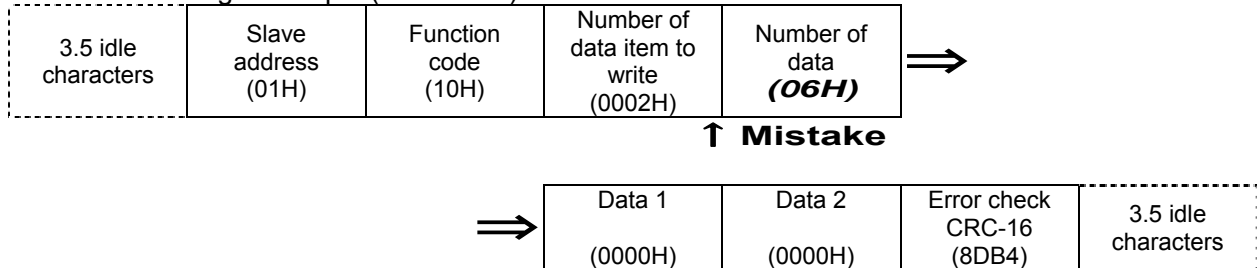 3.5 idle
characters
Slave
address
(01H)
Function
code
(10H)
Number of
data item to
write
(0002H)
Number of
data
(06H)
⇒
↑ Mistake
⇒
Data 1
(0000H)
Data 2
(0000H)
Error check
CRC-16
(8DB4)
3.5 idle
characters